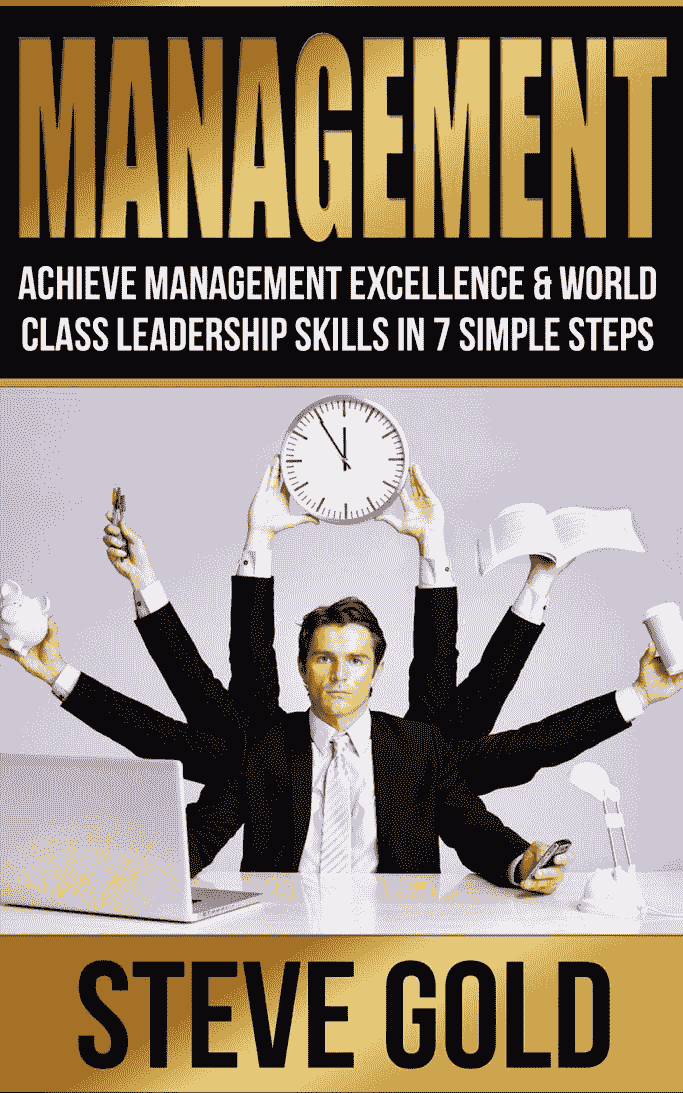 MANAGEMENT
ACHIEVE MANAGEMENT EXCELLENCE & WORLD
CLASS LEADERSHIP SKILLS IN 7 SIMPLE STEPS
STEVE GOLD